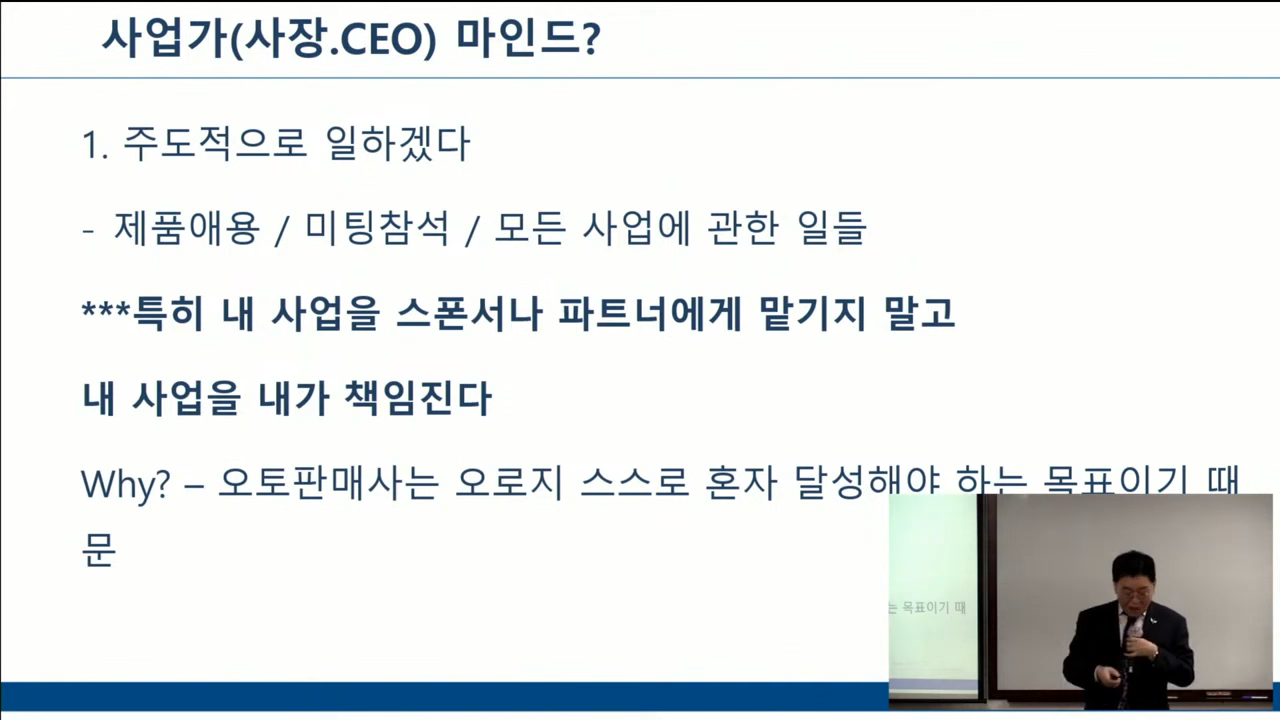 사업가(사장.CEO) 마인드?
1. 주도적으로 일하겠다
- 제품애용 / 미팅참석 / 모든 사업에 관한 일들
***특히 내 사업을 스폰서나 파트너에게 맡기지 말고
내 사업을 내가 책임진다
Why? – 오토판매사는 오로지 스스로 혼자 달성해야 하는 목표이기 때
문
는 목표이기 때